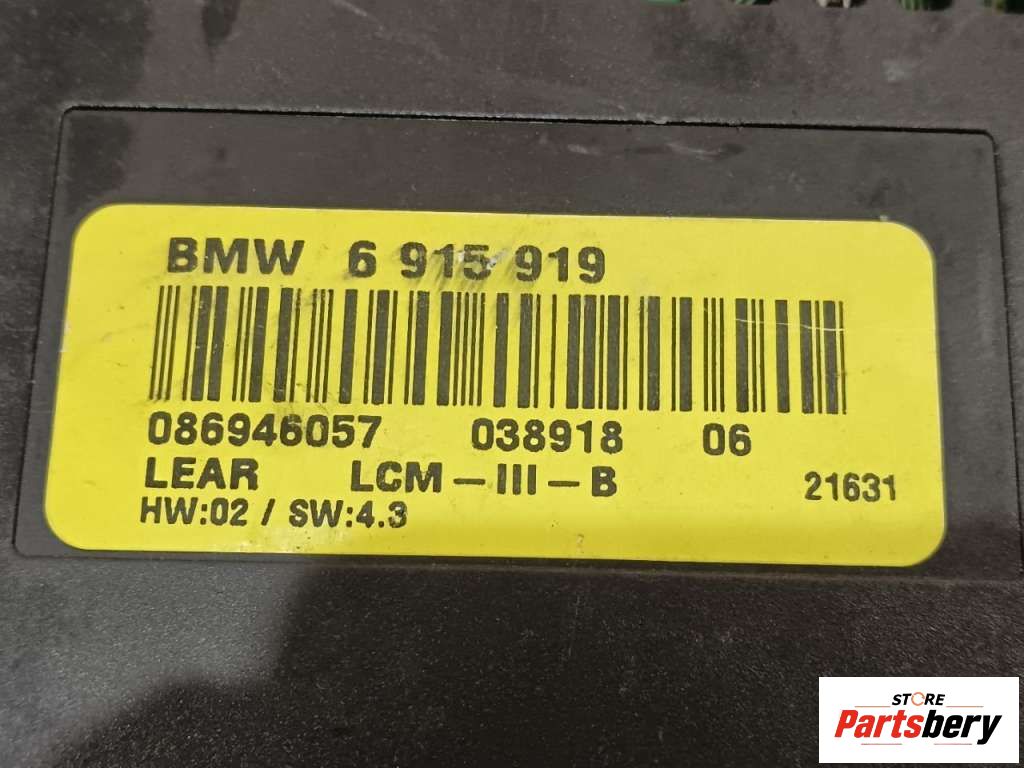 BMW 6 915 919
086946057 038918 06
LEAR LCM-III-B 21631
HW:02 / SW:4.3
STORE
Partsbery